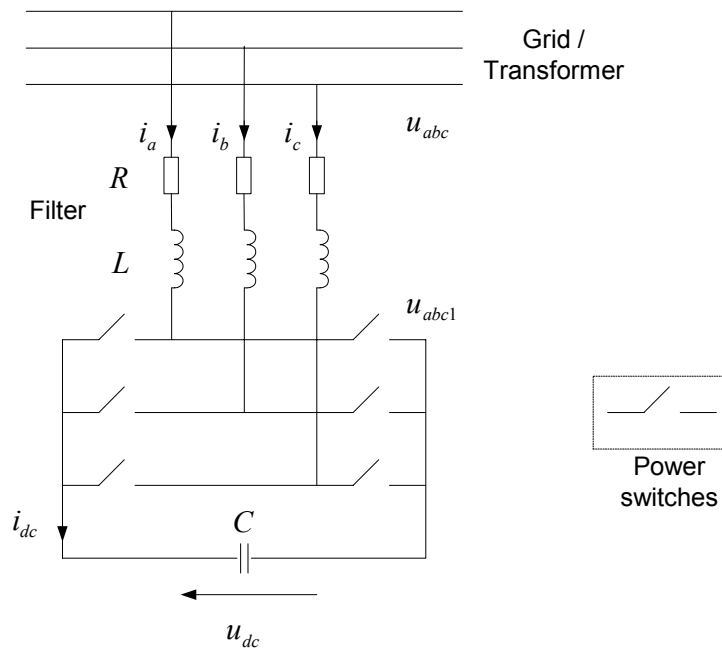 Grid /
Transformer
i_a i_b i_c u_abc
R
Filter
L
u_abc1
Power
switches
i_dc C
u_dc